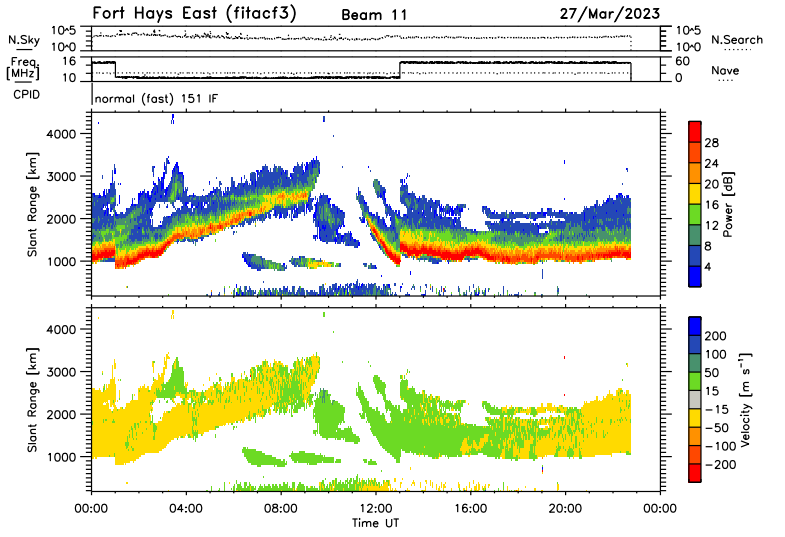 Fort Hays East (fitacf3) Beam 11 27/Mar/2023
N.Sky 10^5 10^0 10^5 10^0 N.Search
Freq. [MHz] 16 10 60 0 Nave
CPID normal (fast) 151 IF
Slant Range [km] 4000 3000 2000 1000
Power [dB] 28 24 20 16 12 8 4
Slant Range [km] 4000 3000 2000 1000
Velocity [m s⁻¹] 200 100 50 15 −15 −50 −100 −200
00:00 04:00 08:00 12:00 16:00 20:00 00:00
Time UT